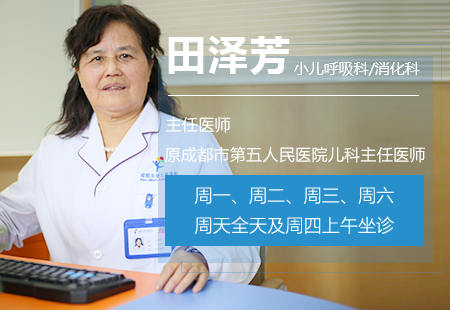 田泽芳 小儿呼吸科/消化科
主任医师
原成都市第五人民医院儿科主任医师
周一、周二、周三、周六
周天全天及周四上午坐诊